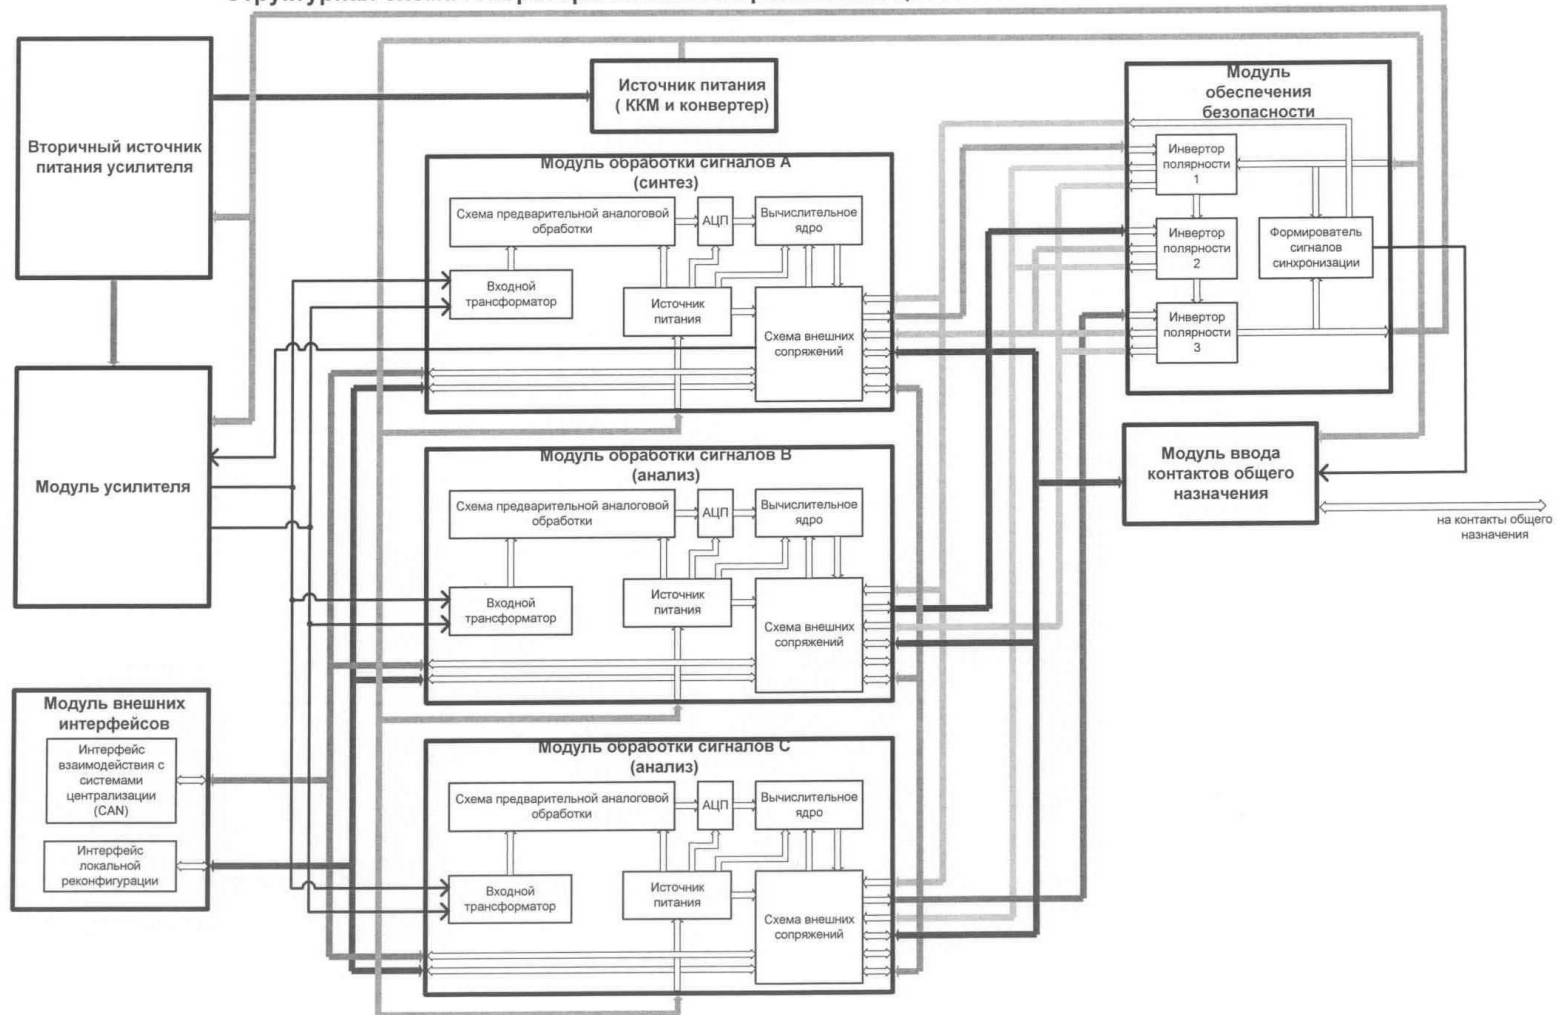 Источник питания
( ККМ и конвертер)
Вторичный источник
питания усилителя
Модуль усилителя
Модуль внешних
интерфейсов
Интерфейс
взаимодействия с
системами
централизации
(CAN)
Интерфейс
локальной
реконфигурации
Модуль обработки сигналов А
(синтез)
Схема предварительной аналоговой
обработки
АЦП
Вычислительное
ядро
Входной
трансформатор
Источник
питания
Схема внешних
сопряжений
Модуль обработки сигналов В
(анализ)
Схема предварительной аналоговой
обработки
АЦП
Вычислительное
ядро
Входной
трансформатор
Источник
питания
Схема внешних
сопряжений
Модуль обработки сигналов С
(анализ)
Схема предварительной аналоговой
обработки
АЦП
Вычислительное
ядро
Входной
трансформатор
Источник
питания
Схема внешних
сопряжений
Модуль
обеспечения
безопасности
Инвертор
полярности
1
Инвертор
полярности
2
Инвертор
полярности
3
Формирователь
сигналов
синхронизации
Модуль ввода
контактов общего
назначения
на контакты общего
назначения